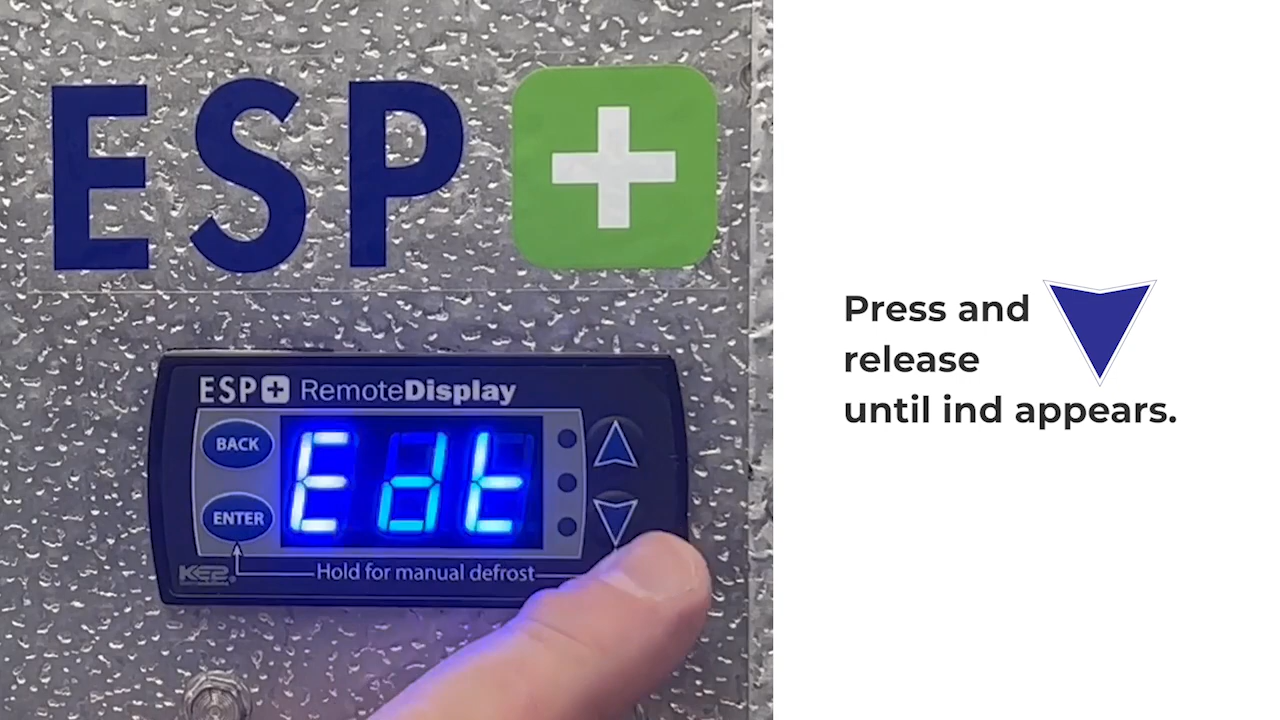 ESP+
ESP+ RemoteDisplay
BACK
Edt
ENTER
KE2
Hold for manual defrost
Press and
release
until ind appears.